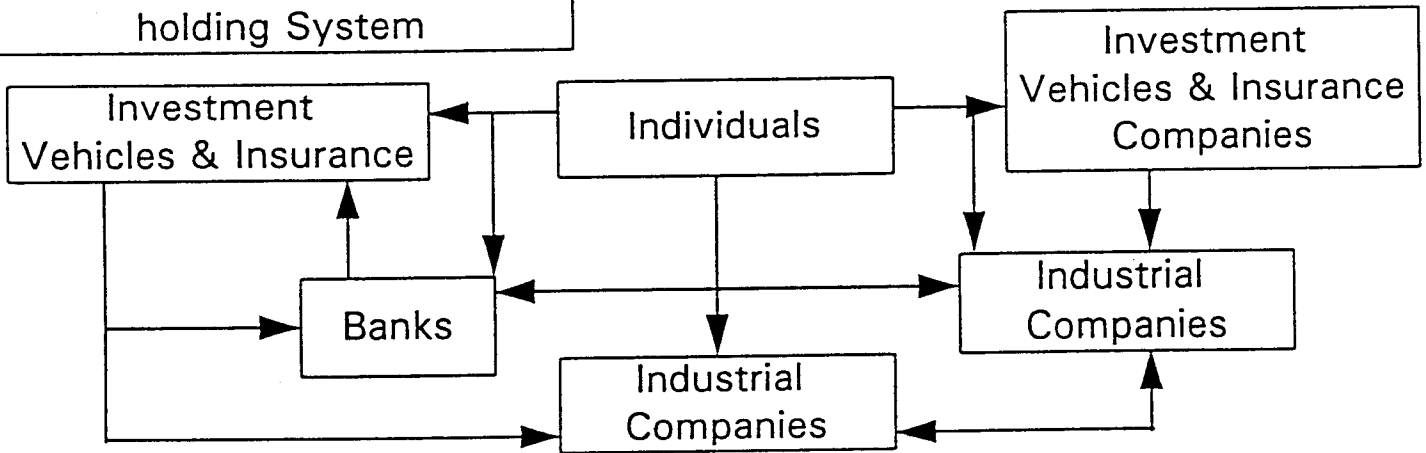 holding System
Investment
Vehicles & Insurance
Individuals
Investment
Vehicles & Insurance
Companies
Banks
Industrial
Companies
Industrial
Companies